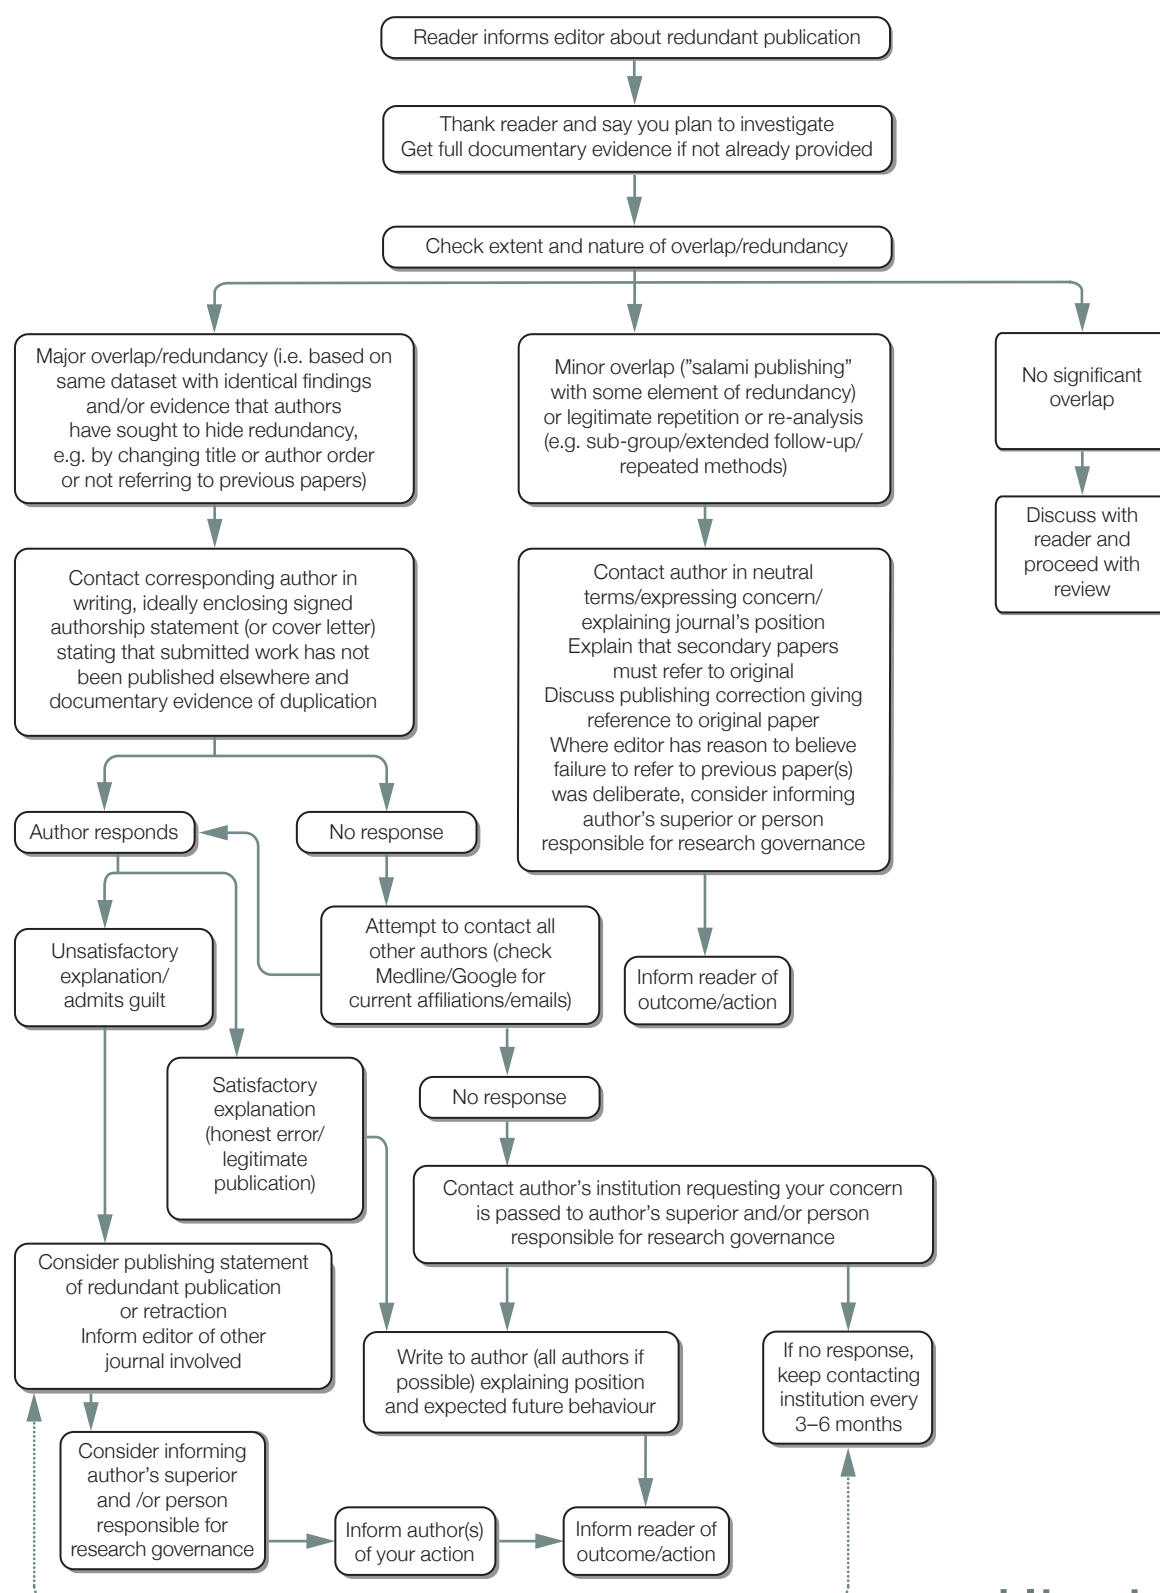 Reader informs editor about redundant publication
Thank reader and say you plan to investigate
Get full documentary evidence if not already provided
Check extent and nature of overlap/redundancy
Major overlap/redundancy (i.e. based on
same dataset with identical findings
and/or evidence that authors
have sought to hide redundancy,
e.g. by changing title or author order
or not referring to previous papers)
Minor overlap (”salami publishing”
with some element of redundancy)
or legitimate repetition or re-analysis
(e.g. sub-group/extended follow-up/
repeated methods)
No significant
overlap
Discuss with
reader and
proceed with
review
Contact corresponding author in
writing, ideally enclosing signed
authorship statement (or cover letter)
stating that submitted work has not
been published elsewhere and
documentary evidence of duplication
Contact author in neutral
terms/expressing concern/
explaining journal’s position
Explain that secondary papers
must refer to original
Discuss publishing correction giving
reference to original paper
Where editor has reason to believe
failure to refer to previous paper(s)
was deliberate, consider informing
author’s superior or person
responsible for research governance
Author responds
No response
Attempt to contact all
other authors (check
Medline/Google for
current affiliations/emails)
Unsatisfactory
explanation/
admits guilt
Inform reader of
outcome/action
Satisfactory
explanation
(honest error/
legitimate
publication)
No response
Contact author’s institution requesting your concern
is passed to author’s superior and/or person
responsible for research governance
Consider publishing statement
of redundant publication
or retraction
Inform editor of other
journal involved
Write to author (all authors if
possible) explaining position
and expected future behaviour
If no response,
keep contacting
institution every
3–6 months
Consider informing
author’s superior
and /or person
responsible for
research governance
Inform author(s)
of your action
Inform reader of
outcome/action